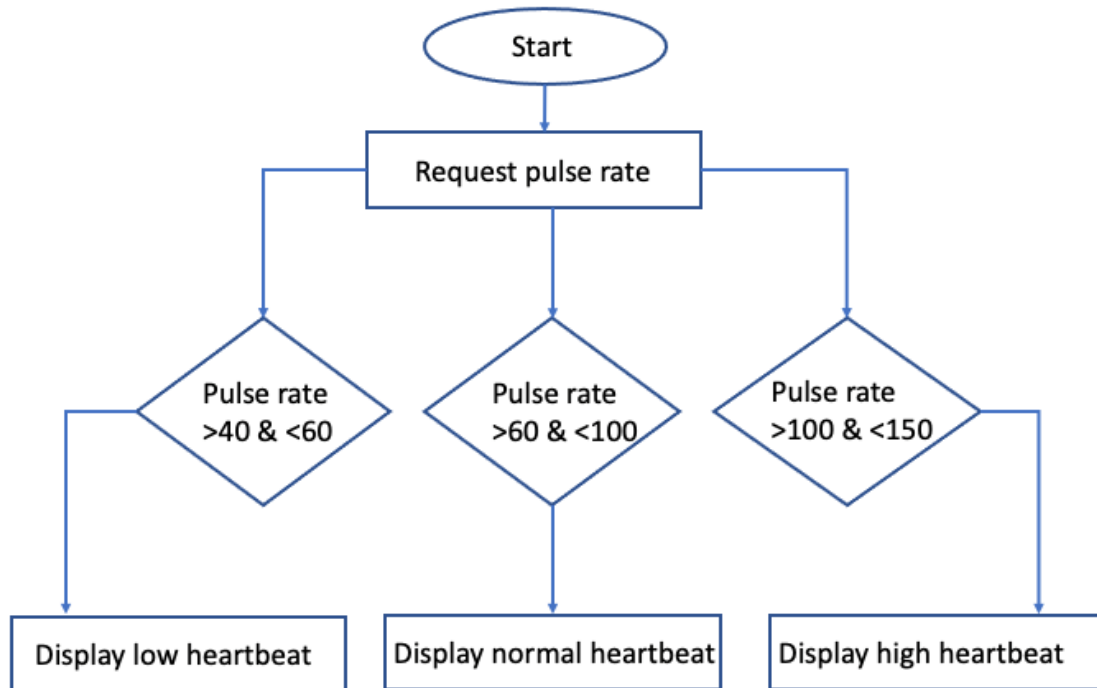 Start
Request pulse rate
Pulse rate
>40 & <60
Pulse rate
>60 & <100
Pulse rate
>100 & <150
Display low heartbeat
Display normal heartbeat
Display high heartbeat